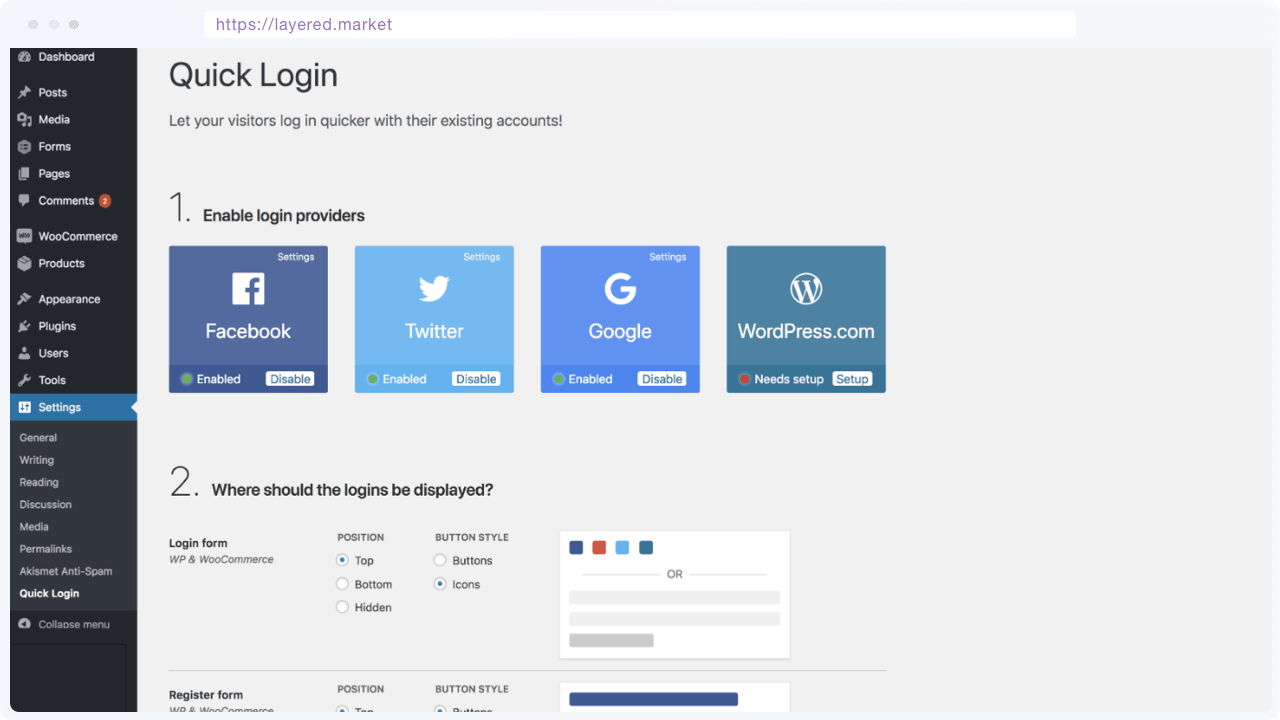 https://layered.market
Dashboard
Posts
Media
Forms
Pages
Comments 2
WooCommerce
Products
Appearance
Plugins
Users
Tools
Settings
General
Writing
Reading
Discussion
Media
Permalinks
Akismet Anti-Spam
Quick Login
Collapse menu
Quick Login
Let your visitors log in quicker with their existing accounts!
1. Enable login providers
Settings
Facebook
Enabled Disable
Settings
Twitter
Enabled Disable
Settings
Google
Enabled Disable
WordPress.com
Needs setup Setup
2. Where should the logins be displayed?
Login form
WP & WooCommerce
POSITION
Top
Bottom
Hidden
BUTTON STYLE
Buttons
Icons
OR
Register form
WP & WooCommerce
POSITION
Top
BUTTON STYLE
Buttons